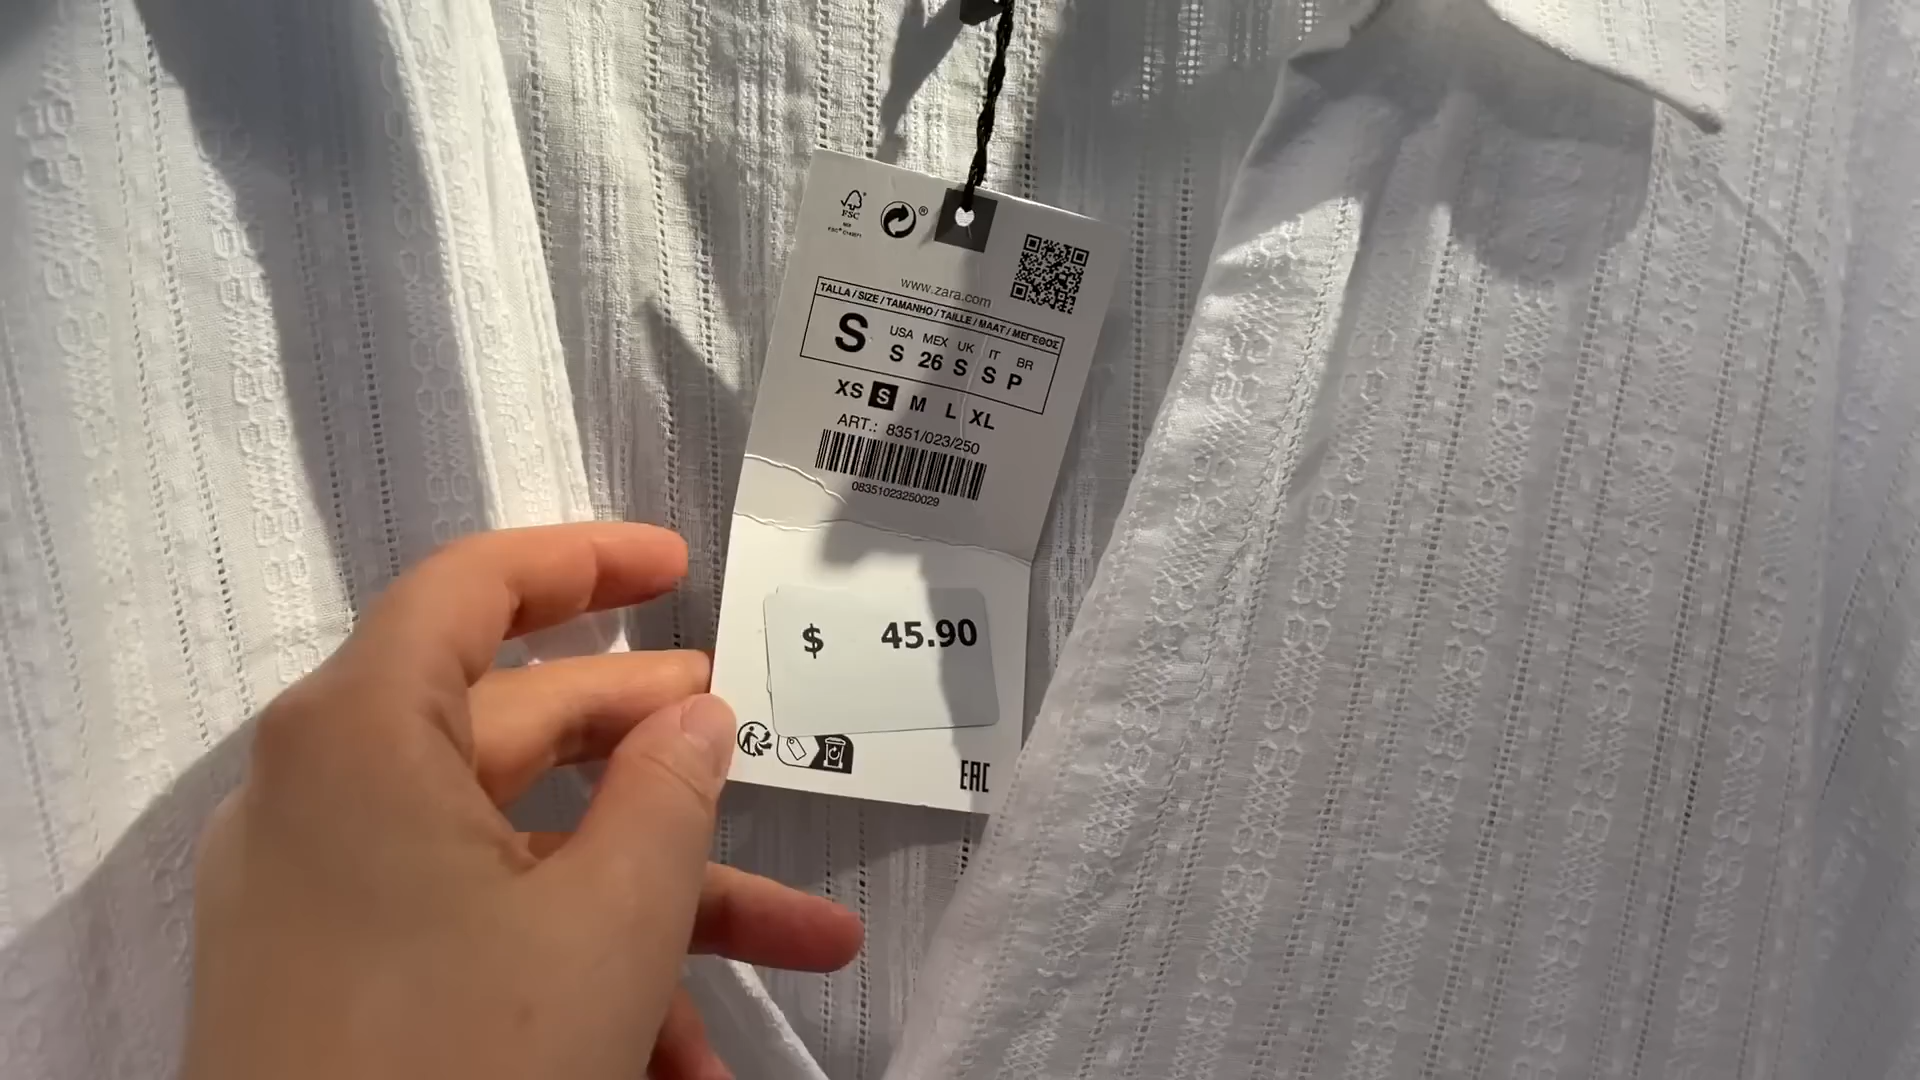 FSC
www.zara.com
TALLA / SIZE / TAMANHO / TAILLE / MAAT / ΜΕΓΕΘΟΣ
S
USA MEX UK IT BR
S 26 S S P
XS S M L XL
ART.: 8351/023/250
08351023250029
$ 45.90
EAC